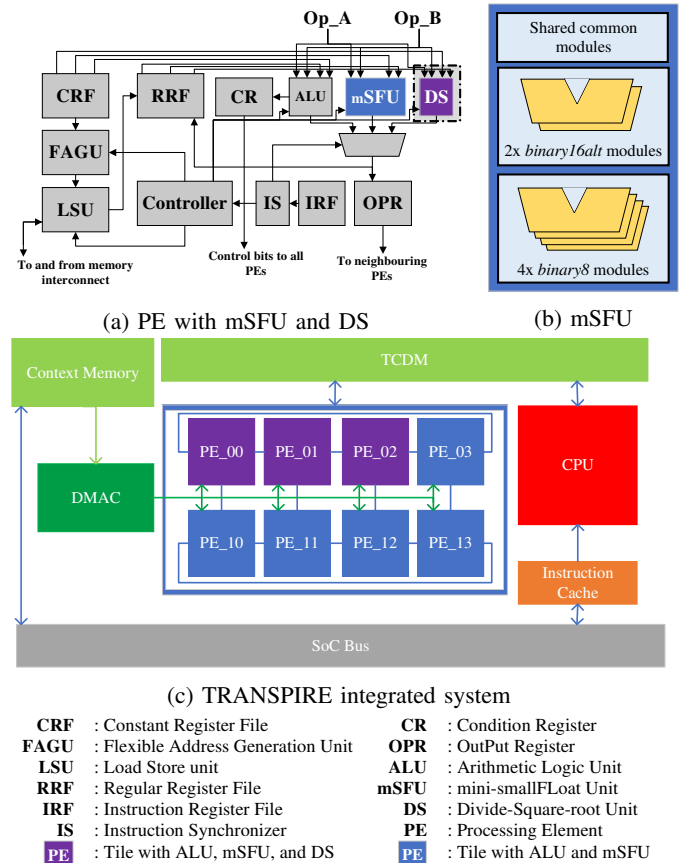 Op_A Op_B
CRF RRF CR ALU mSFU DS
FAGU
LSU Controller IS IRF OPR
To and from memory
interconnect
Control bits to all
PEs
To neighbouring
PEs
(a) PE with mSFU and DS
Shared common
modules
2x binary16alt modules
4x binary8 modules
(b) mSFU
Context Memory
TCDM
PE_00 PE_01 PE_02 PE_03
CPU
DMAC
PE_10 PE_11 PE_12 PE_13
Instruction
Cache
SoC Bus
(c) TRANSPIRE integrated system
CRF : Constant Register File
FAGU : Flexible Address Generation Unit
LSU : Load Store unit
RRF : Regular Register File
IRF : Instruction Register File
IS : Instruction Synchronizer
PE : Tile with ALU, mSFU, and DS
CR : Condition Register
OPR : OutPut Register
ALU : Arithmetic Logic Unit
mSFU : mini-smallFLoat Unit
DS : Divide-Square-root Unit
PE : Processing Element
PE : Tile with ALU and mSFU